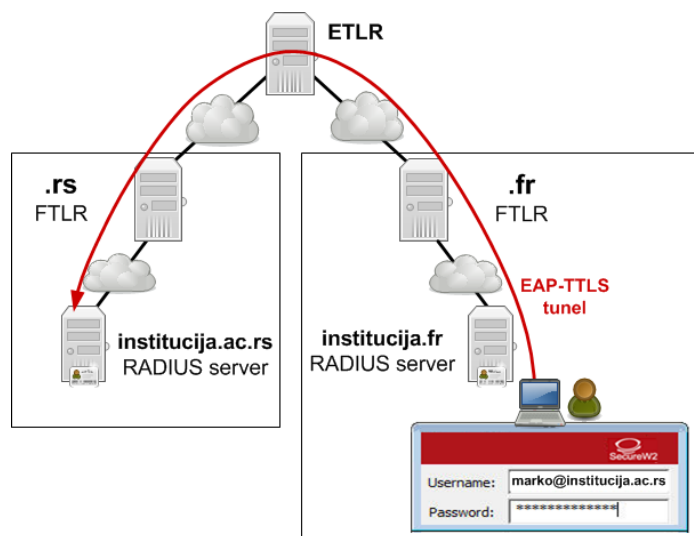 ETLR
.rs
FTLR
.fr
FTLR
EAP-TTLS
tunel
institucija.ac.rs
RADIUS server
institucija.fr
RADIUS server
SecureW2
Username: marko@institucija.ac.rs
Password: *************